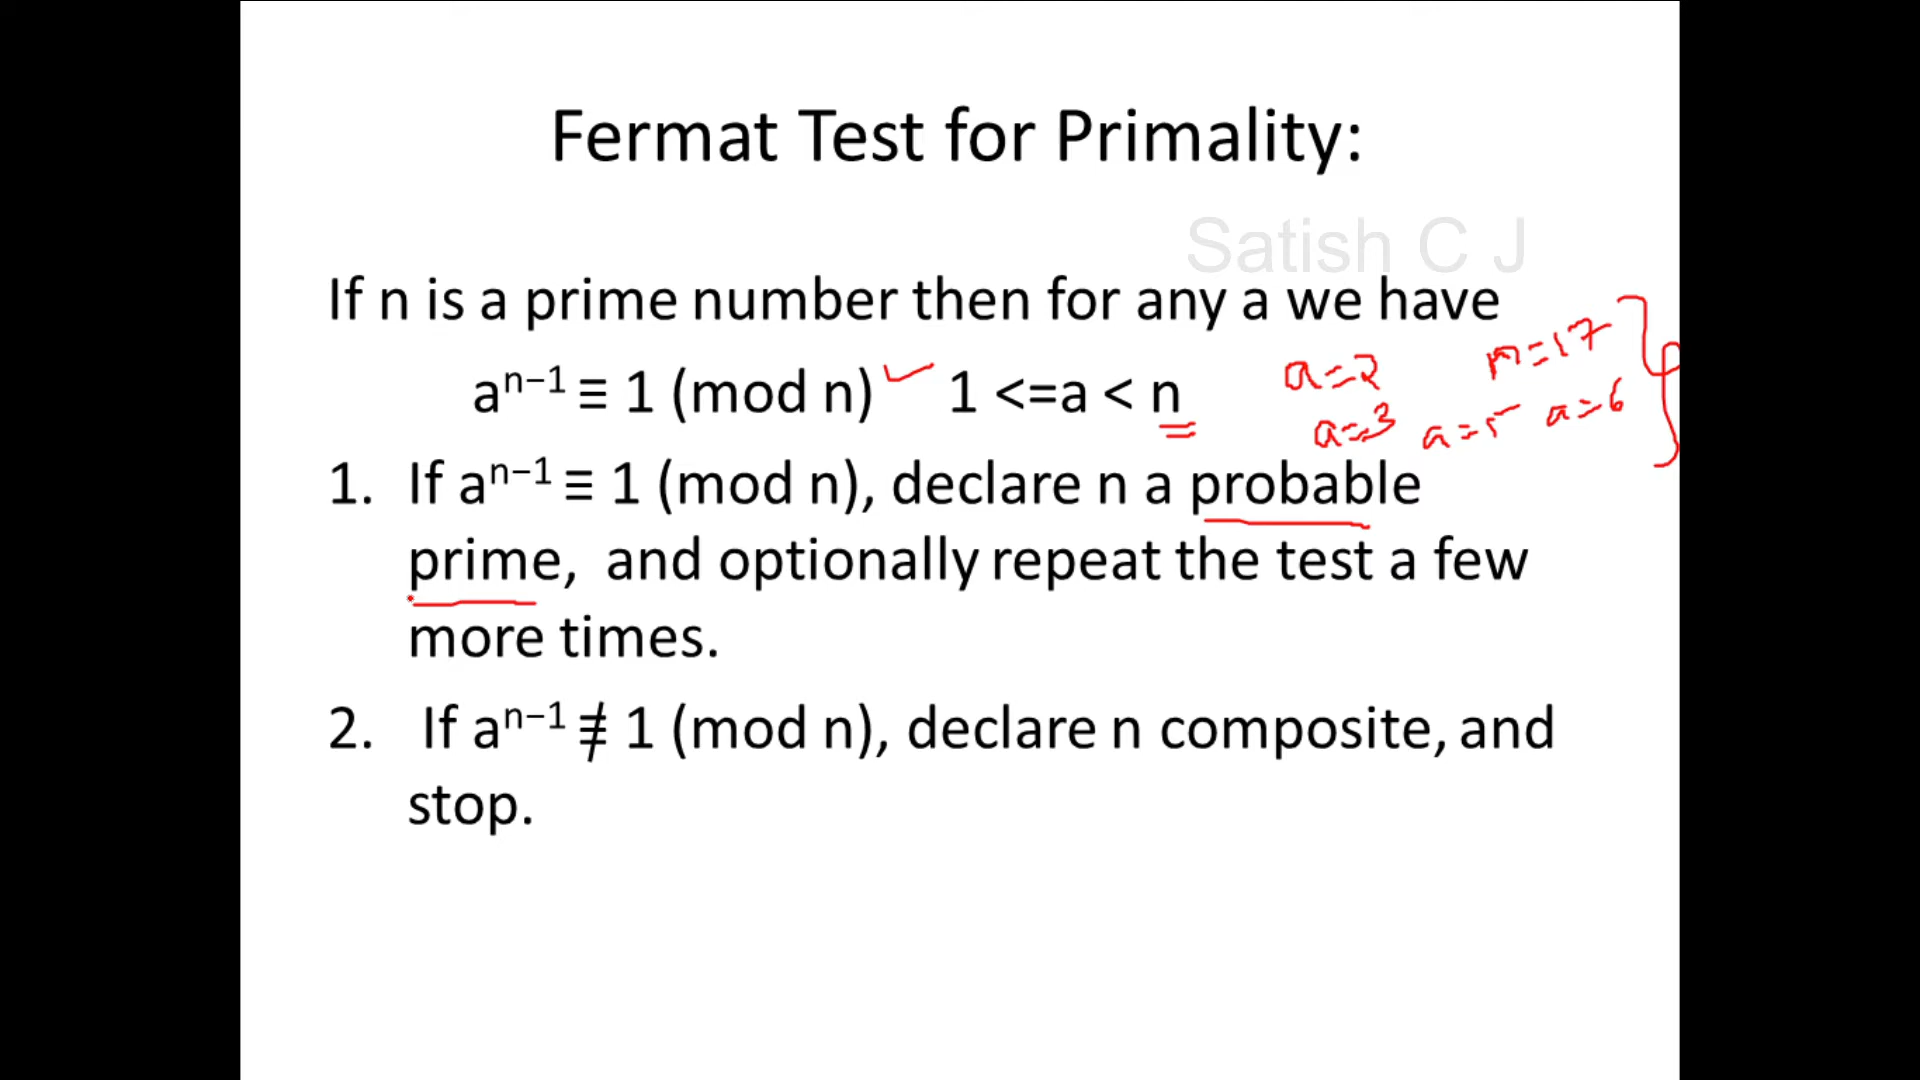 Fermat Test for Primality:
Satish C J
If n is a prime number then for any a we have
aⁿ⁻¹ ≡ 1 (mod n) 1 <=a < n
a=2 n=17
a=3 a=5 a=6
1. If aⁿ⁻¹ ≡ 1 (mod n), declare n a probable
prime, and optionally repeat the test a few
more times.
2. If aⁿ⁻¹ ≢ 1 (mod n), declare n composite, and
stop.